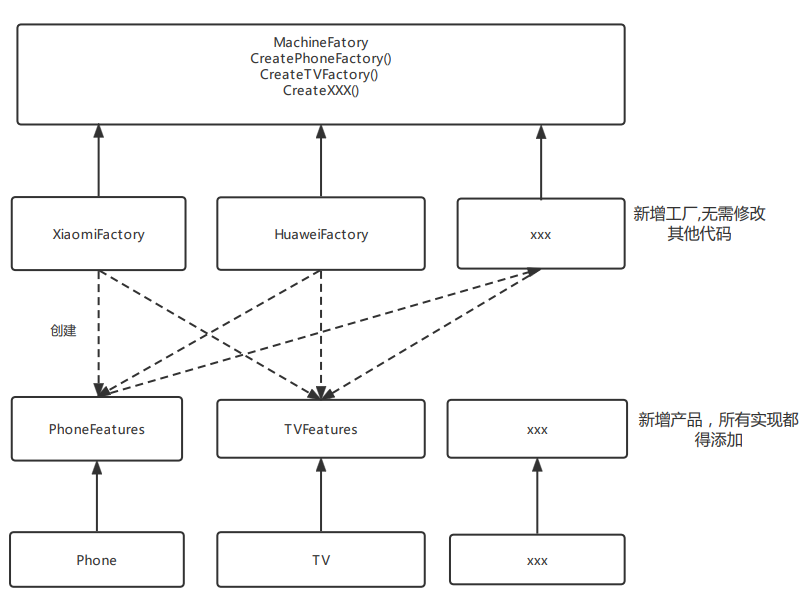 MachineFatory
CreatePhoneFactory()
CreateTVFactory()
CreateXXX()
XiaomiFactory
HuaweiFactory
xxx
新增工厂,无需修改
其他代码
创建
PhoneFeatures
TVFeatures
xxx
新增产品，所有实现都
得添加
Phone
TV
xxx